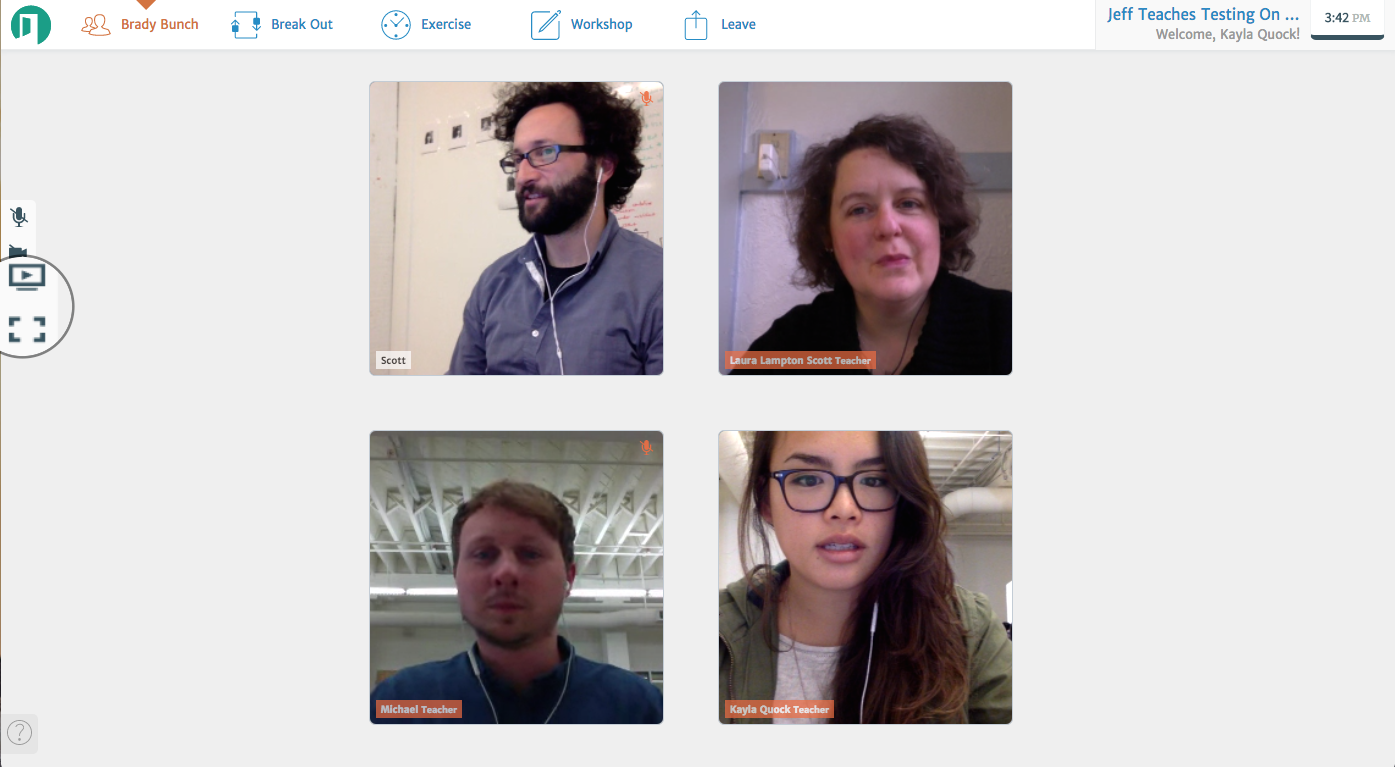 Brady Bunch
Break Out
Exercise
Workshop
Leave
Jeff Teaches Testing On ...
Welcome, Kayla Quock!
3:42 PM
Scott
Laura Lampton Scott Teacher
Michael Teacher
Kayla Quock Teacher
?